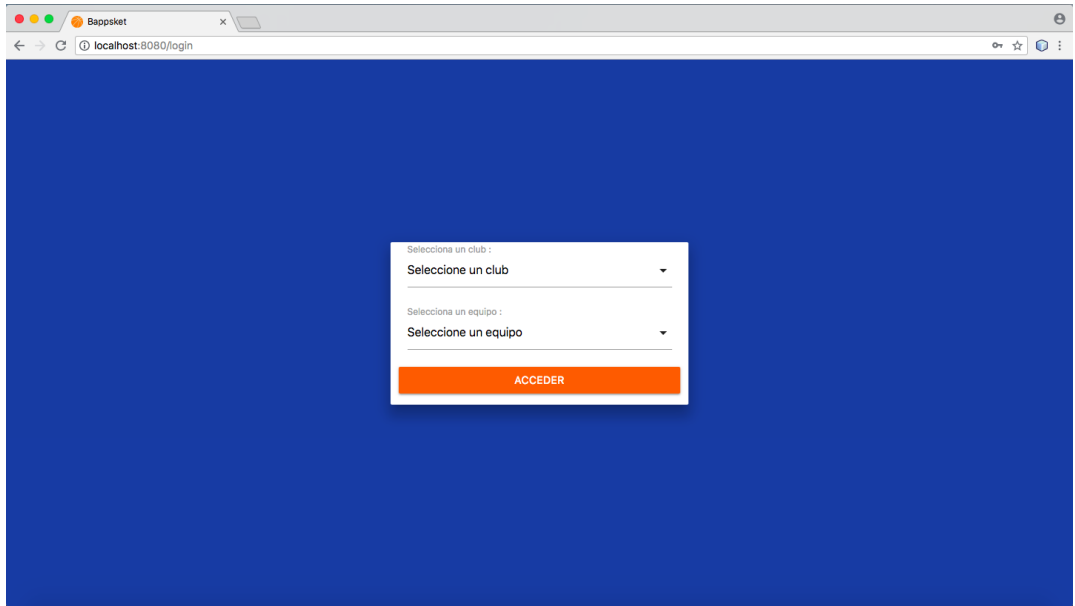 Bappsket
localhost:8080/login
Selecciona un club :
Seleccione un club
Selecciona un equipo :
Seleccione un equipo
ACCEDER